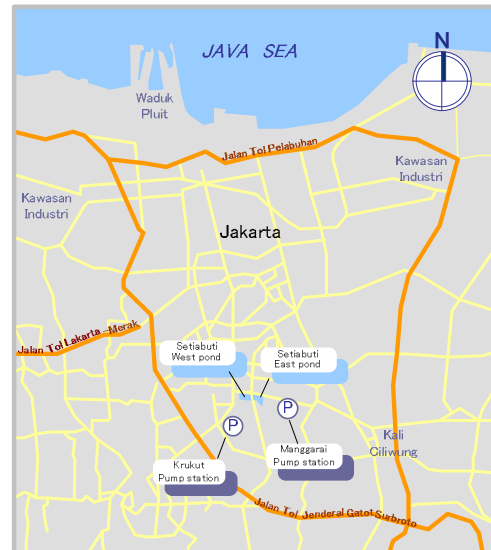 JAVA SEA
N
Waduk
Pluit
Jalan Tol Pelabuhan
Kawasan
Industri
Kawasan
Industri
Jakarta
Jalan Tol Lakarta -Merak
Setiabuti
West pond
Setiabuti
East pond
P
P
Kali
Ciliwung
Manggarai
Pump station
Krukut
Pump station
Jalan Tol Jenderal Gatot Surbroto